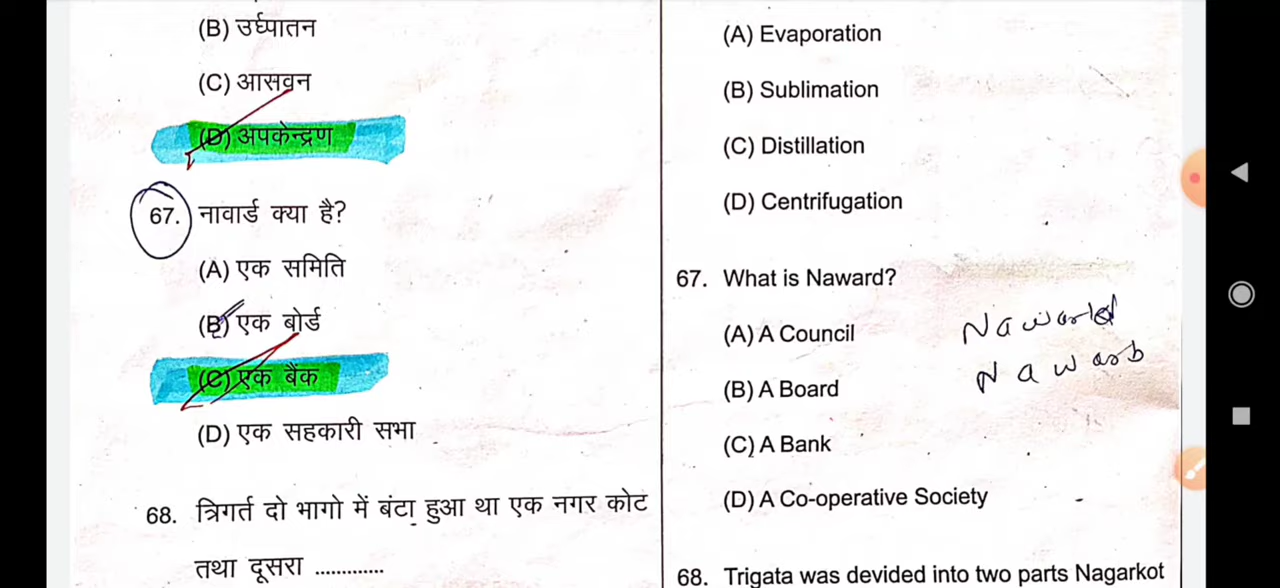 (B) उर्घपातन
(C) आसवन
(D) अपकेन्द्रण
67. नावार्ड क्या है?
(A) एक समिति
(B) एक बोर्ड
(C) एक बैंक
(D) एक सहकारी सभा
68. त्रिगर्त दो भागो में बंटा हुआ था एक नगर कोट
तथा दूसरा .............
(A) Evaporation
(B) Sublimation
(C) Distillation
(D) Centrifugation
67. What is Naward?
(A) A Council
(B) A Board
(C) A Bank
(D) A Co-operative Society
Nawarb
68. Trigata was devided into two parts Nagarkot